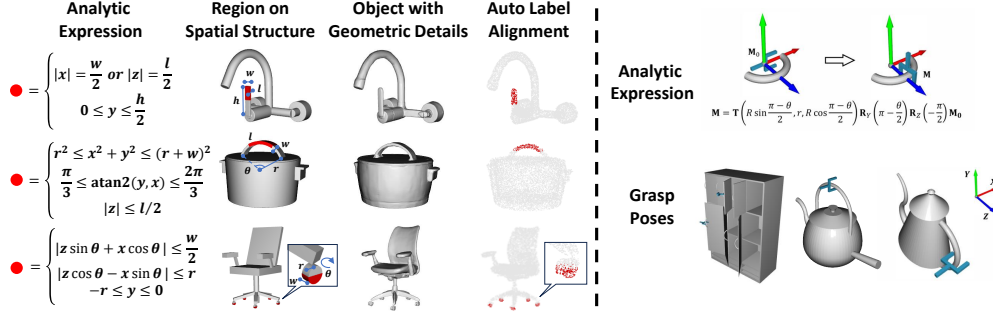 Analytic Expression
Region on Spatial Structure
Object with Geometric Details
Auto Label Alignment
● = { |x| = w/2 or |z| = l/2
0 ≤ y ≤ h/2
w
l
h
● = { r² ≤ x² + y² ≤ (r + w)²
π/3 ≤ atan2(y, x) ≤ 2π/3
|z| ≤ l/2
l
w
θ
r
● = { |z sin θ + x cos θ| ≤ w/2
|z cos θ − x sin θ| ≤ r
−r ≤ y ≤ 0
r
θ
w
Analytic Expression
M₀
M
M = T(R sin (π−θ)/2, r, R cos (π−θ)/2) R_Y(π − θ/2) R_Z(−π/2) M₀
Grasp Poses
Y
X
Z